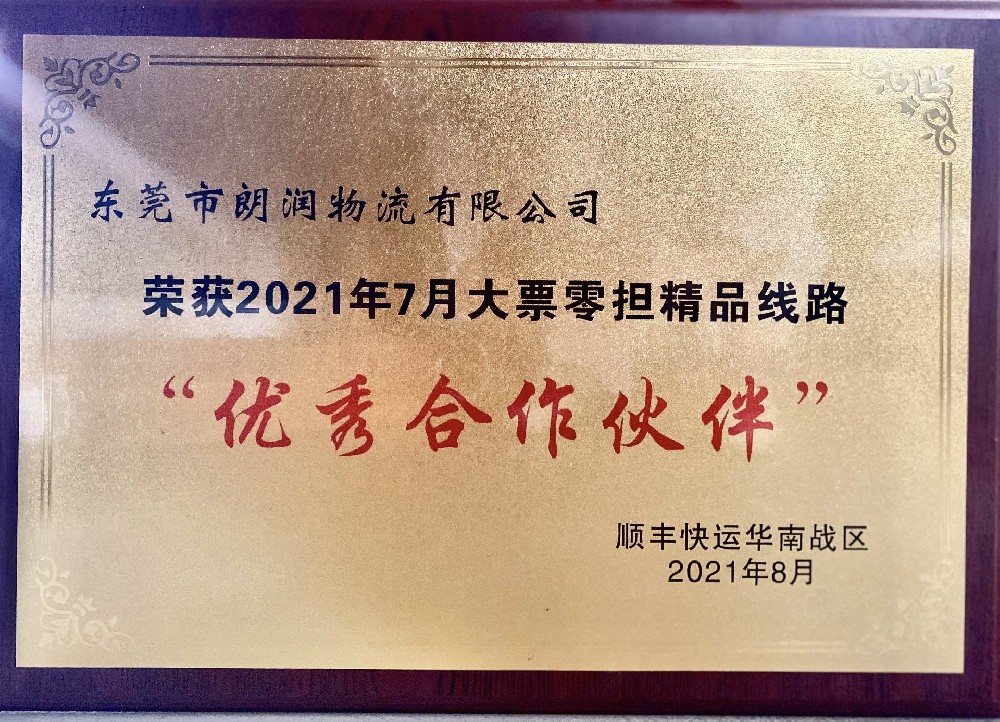 东莞市朗润物流有限公司
荣获2021年7月大票零担精品线路
“优秀合作伙伴”
顺丰快运华南战区
2021年8月